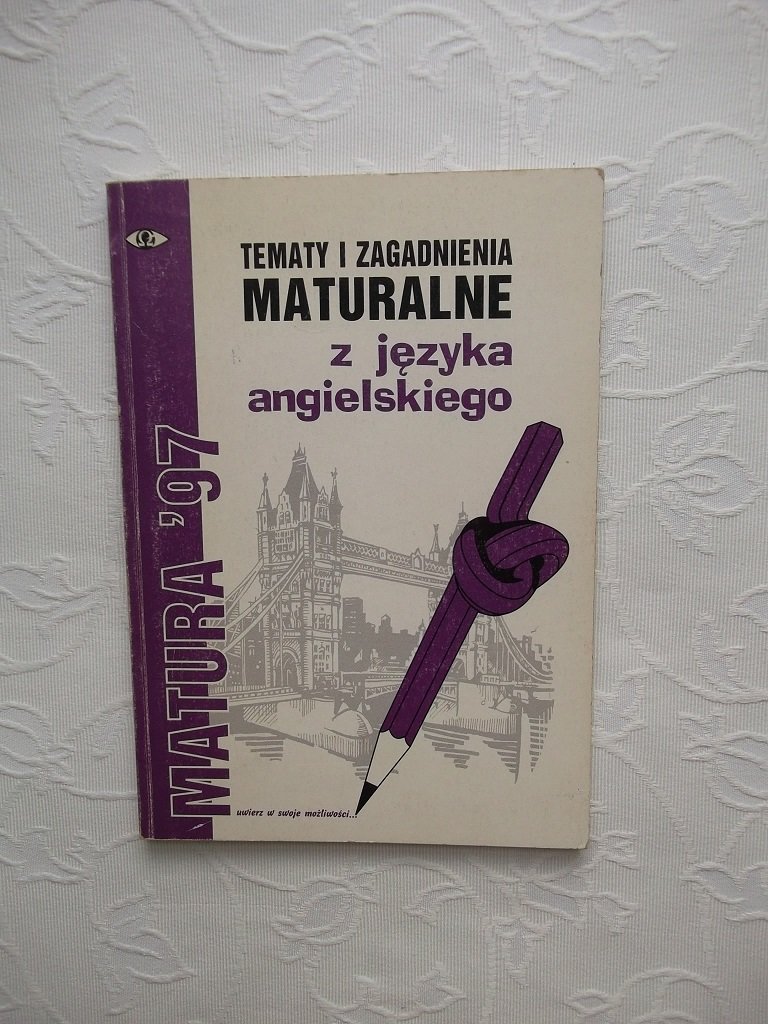 TEMATY I ZAGADNIENIA
MATURALNE
z języka
angielskiego
MATURA '97
uwierz w swoje możliwości...